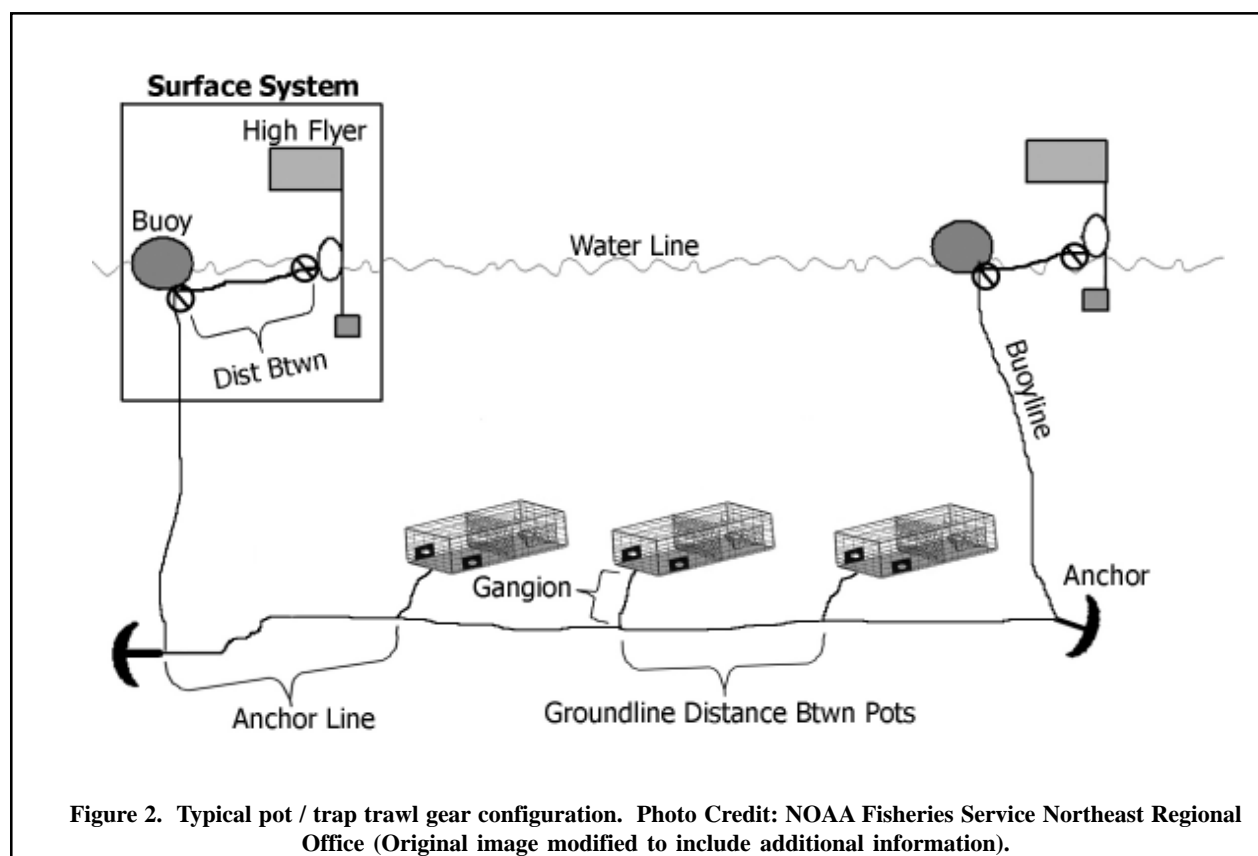 Surface System
High Flyer
Buoy
Water Line
Dist Btwn
Buoyline
Gangion
Anchor
Anchor Line
Groundline Distance Btwn Pots
Figure 2. Typical pot / trap trawl gear configuration. Photo Credit: NOAA Fisheries Service Northeast Regional
Office (Original image modified to include additional information).